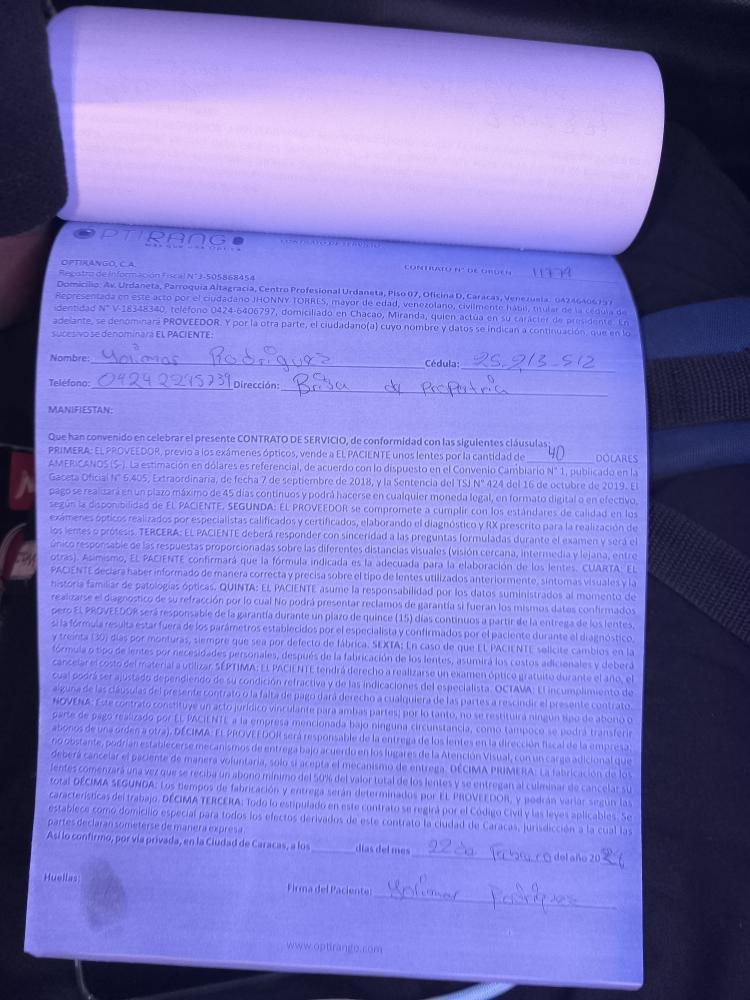 OPTIRANGO
MÁS QUE UNA ÓPTICA
CONTRATO DE SERVICIO
OPTIRANGO, C.A.
CONTRATO N° DE ORDEN 11779
Registro de Información Fiscal N°J-505868454
Domicilio: Av. Urdaneta, Parroquia Altagracia, Centro Profesional Urdaneta, Piso 07, Oficina D, Caracas, Venezuela. 04246406797.
Representada en este acto por el ciudadano JHONNY TORRES, mayor de edad, venezolano, civilmente hábil, titular de la cédula de
identidad N° V-18348340, teléfono 0424-6406797, domiciliado en Chacao, Miranda, quien actúa en su carácter de presidente. En
adelante, se denominará PROVEEDOR. Y por la otra parte, el ciudadano(a) cuyo nombre y datos se indican a continuación, que en lo
sucesivo se denominará EL PACIENTE:
Nombre: Yolimar Rodriguez Cédula: 25.213.512
Teléfono: 04242295739 Dirección: Brisa de Propatria
MANIFIESTAN:
Que han convenido en celebrar el presente CONTRATO DE SERVICIO, de conformidad con las siguientes cláusulas:
PRIMERA: EL PROVEEDOR, previo a los exámenes ópticos, vende a EL PACIENTE unos lentes por la cantidad de 40 DÓLARES
AMERICANOS ($-). La estimación en dólares es referencial, de acuerdo con lo dispuesto en el Convenio Cambiario N° 1, publicado en la
Gaceta Oficial N° 6.405, Extraordinaria, de fecha 7 de septiembre de 2018, y la Sentencia del TSJ N° 424 del 16 de octubre de 2019. El
pago se realizará en un plazo máximo de 45 días continuos y podrá hacerse en cualquier moneda legal, en formato digital o en efectivo,
según la disponibilidad de EL PACIENTE. SEGUNDA: EL PROVEEDOR se compromete a cumplir con los estándares de calidad en los
exámenes ópticos realizados por especialistas calificados y certificados, elaborando el diagnóstico y RX prescrito para la realización de
los lentes o prótesis. TERCERA: EL PACIENTE deberá responder con sinceridad a las preguntas formuladas durante el examen y será el
único responsable de las respuestas proporcionadas sobre las diferentes distancias visuales (visión cercana, intermedia y lejana, entre
otras). Asimismo, EL PACIENTE confirmará que la fórmula indicada es la adecuada para la elaboración de los lentes. CUARTA: EL
PACIENTE declara haber informado de manera correcta y precisa sobre el tipo de lentes utilizados anteriormente, síntomas visuales y la
historia familiar de patologías ópticas. QUINTA: EL PACIENTE asume la responsabilidad por los datos suministrados al momento de
realizarse el diagnostico de su refracción por lo cual No podrá presentar reclamos de garantía si fueran los mismos datos confirmados
pero EL PROVEEDOR será responsable de la garantía durante un plazo de quince (15) días continuos a partir de la entrega de los lentes,
si la fórmula resulta estar fuera de los parámetros establecidos por el especialista y confirmados por el paciente durante el diagnóstico,
y treinta (30) días por monturas, siempre que sea por defecto de fábrica. SEXTA: En caso de que EL PACIENTE solicite cambios en la
fórmula o tipo de lentes por necesidades personales, después de la fabricación de los lentes, asumirá los costos adicionales y deberá
cancelar el costo del material a utilizar. SÉPTIMA: EL PACIENTE tendrá derecho a realizarse un examen óptico gratuito durante el año, el
cual podrá ser ajustado dependiendo de su condición refractiva y de las indicaciones del especialista. OCTAVA: El incumplimiento de
alguna de las cláusulas del presente contrato o la falta de pago dará derecho a cualquiera de las partes a rescindir el presente contrato.
NOVENA: Este contrato constituye un acto jurídico vinculante para ambas partes; por lo tanto, no se restituirá ningún tipo de abono o
parte de pago realizado por EL PACIENTE a la empresa mencionada bajo ninguna circunstancia, como tampoco se podrá transferir
abonos de una orden a otra). DÉCIMA: EL PROVEEDOR será responsable de la entrega de los lentes en la dirección fiscal de la empresa,
no obstante, podrían establecerse mecanismos de entrega bajo acuerdo en los lugares de la Atención Visual, con un cargo adicional que
deberá cancelar el paciente de manera voluntaria, solo si acepta el mecanismo de entrega. DÉCIMA PRIMERA: La fabricación de los
lentes comenzará una vez que se reciba un abono mínimo del 50% del valor total de los lentes y se entregan al culminar de cancelar su
total DÉCIMA SEGUNDA: Los tiempos de fabricación y entrega serán determinados por EL PROVEEDOR, y podrán variar según las
características del trabajo. DÉCIMA TERCERA: Todo lo estipulado en este contrato se regirá por el Código Civil y las leyes aplicables. Se
establece como domicilio especial para todos los efectos derivados de este contrato la ciudad de Caracas, jurisdicción a la cual las
partes declaran someterse de manera expresa.
Así lo confirmo, por vía privada, en la Ciudad de Caracas, a los días del mes 22 de Febrero del año 20
Huellas:
Firma del Paciente: Yolimar Rodriguez
www.optirango.com